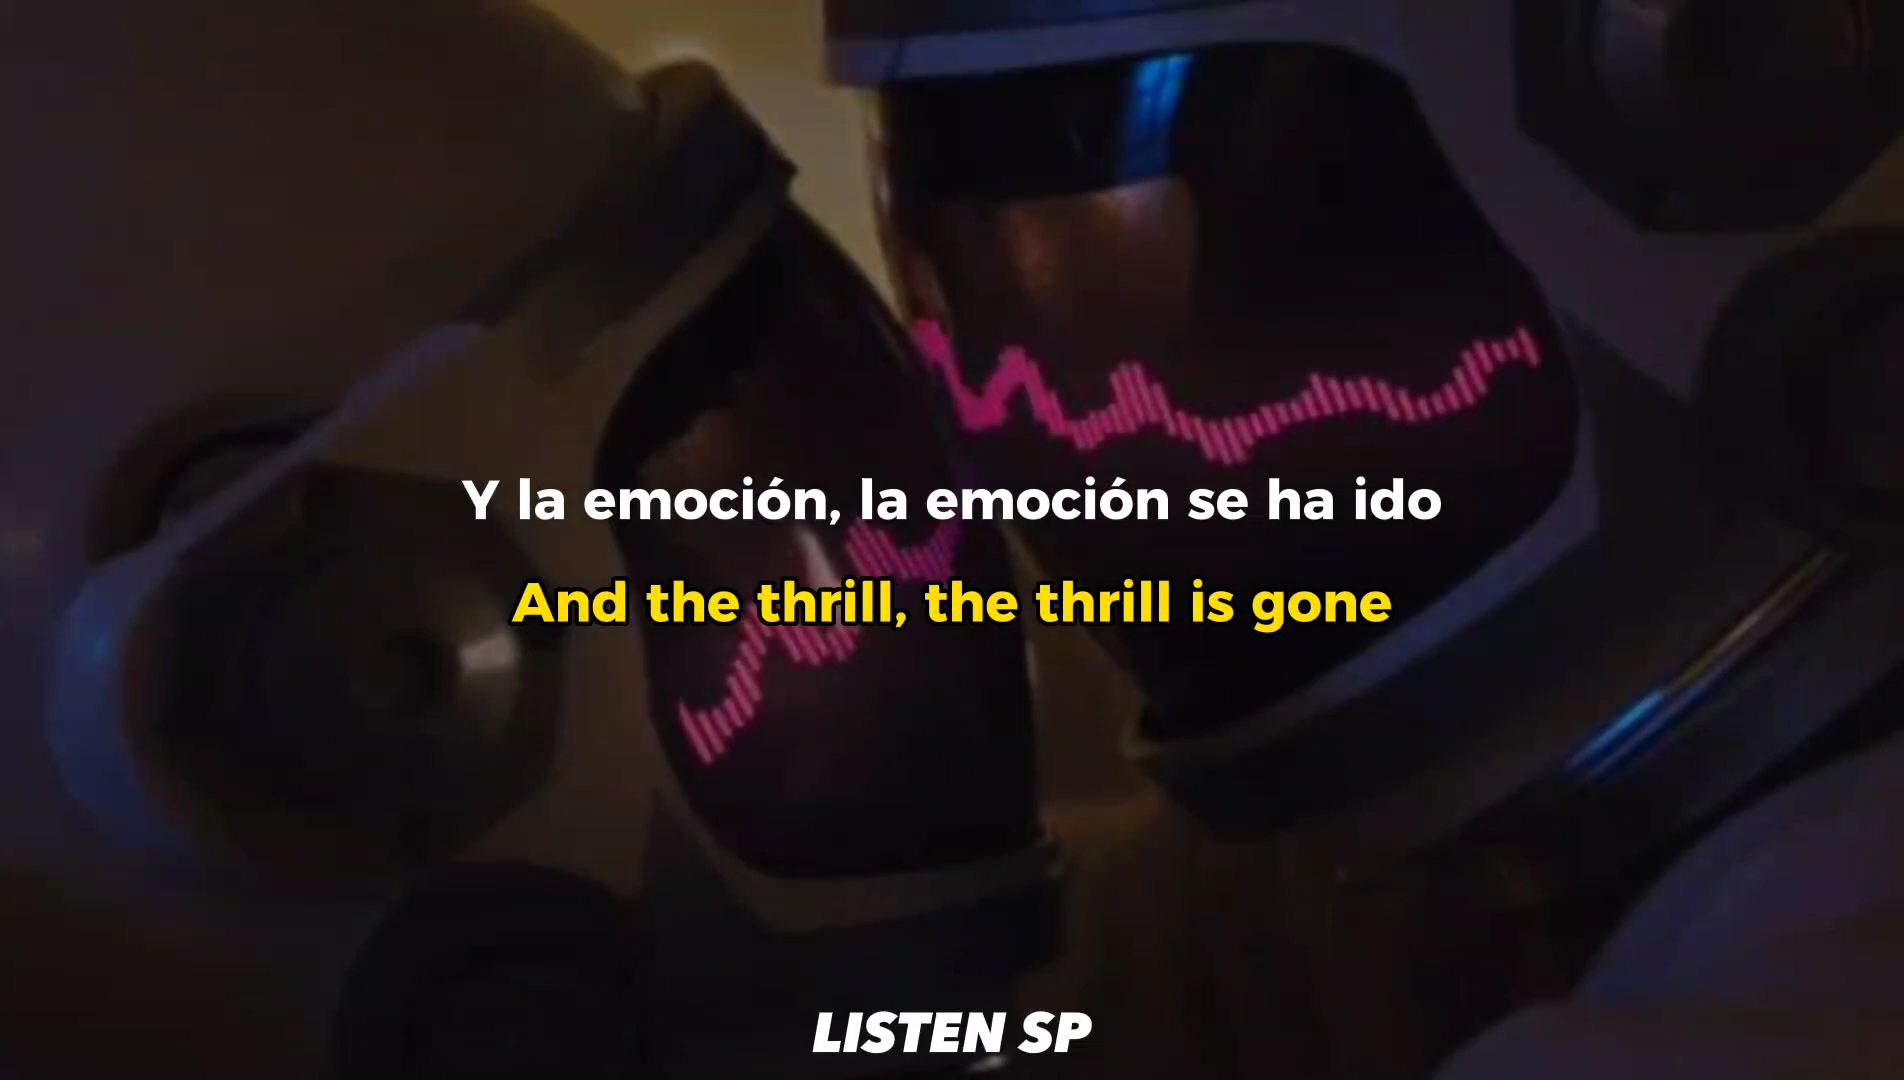 Y la emoción, la emoción se ha ido
And the thrill, the thrill is gone
LISTEN SP